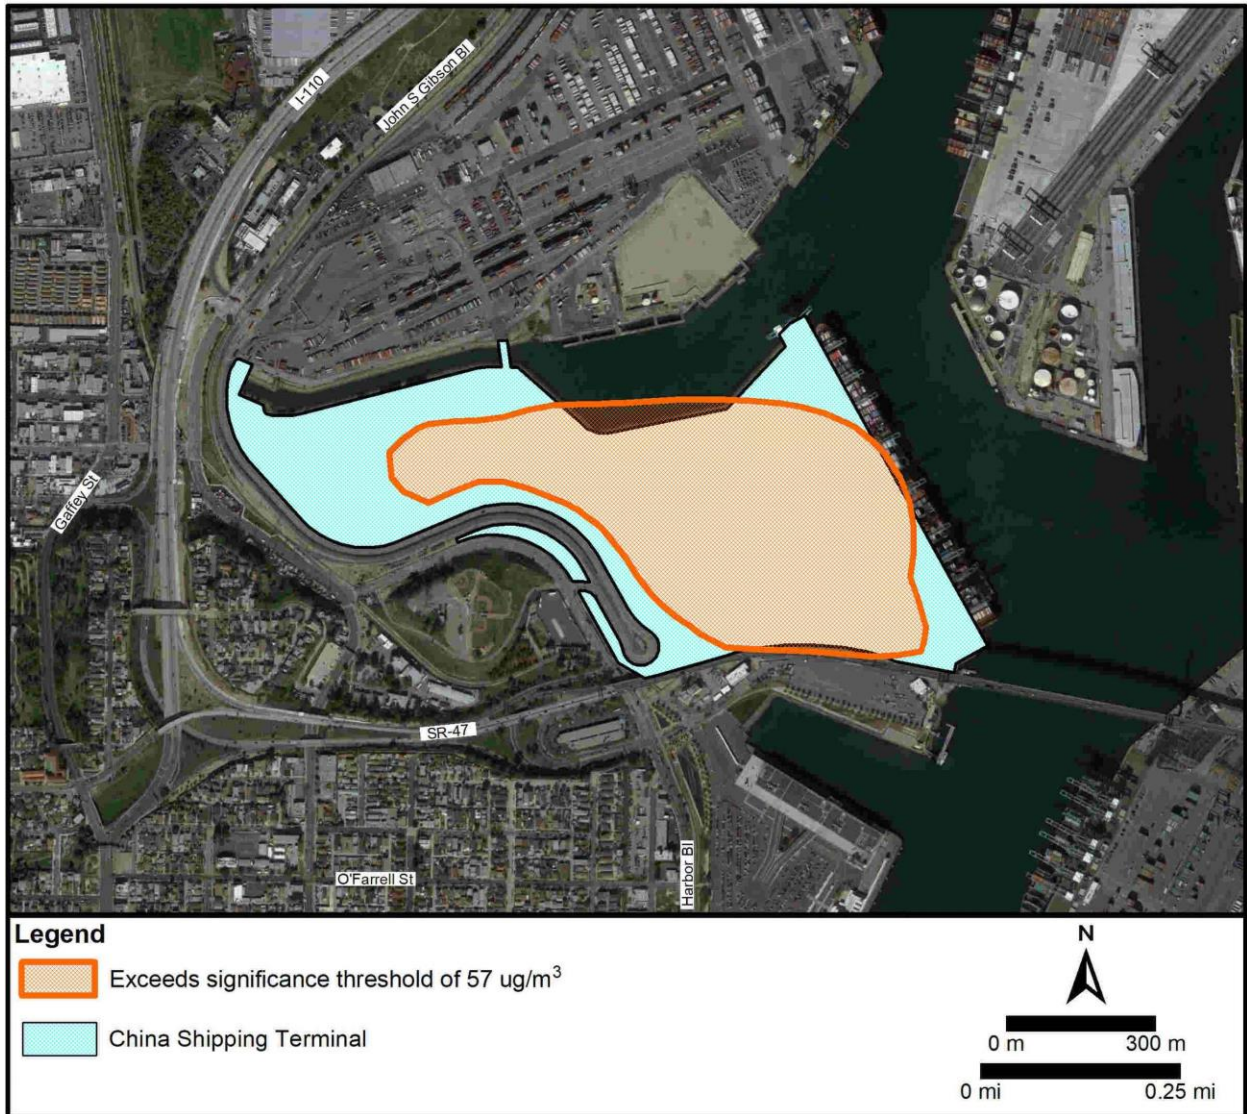 I-110
John S Gibson Bl
Gaffey St
SR-47
O'Farrell St
Harbor Bl
Legend
Exceeds significance threshold of 57 ug/m³
China Shipping Terminal
N
0 m 300 m
0 mi 0.25 mi